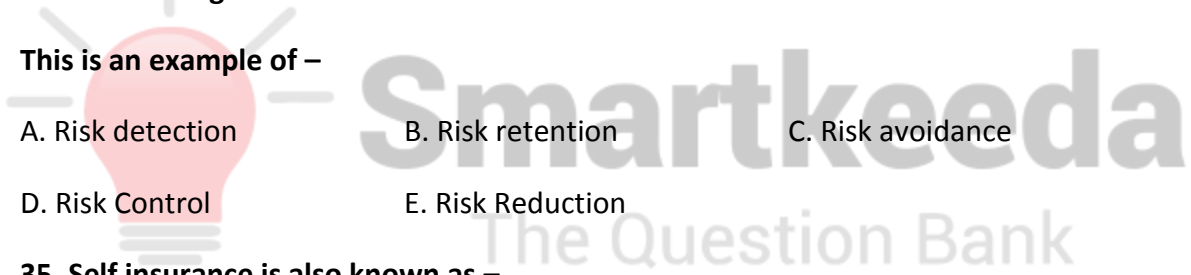 This is an example of –
Smartkeeda
A. Risk detection B. Risk retention C. Risk avoidance
D. Risk Control E. Risk Reduction
The Question Bank
35. Self insurance is also known as –